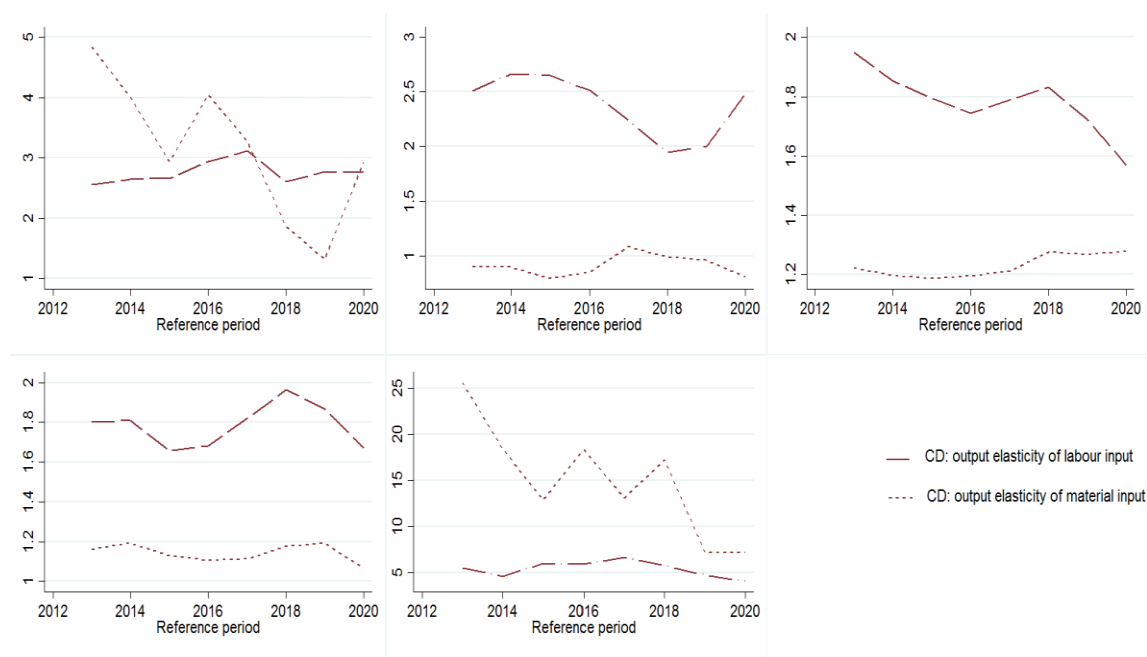 5
4
3
2
1
2012 2014 2016 2018 2020
Reference period
3
2.5
2
1.5
1
2012 2014 2016 2018 2020
Reference period
2
1.8
1.6
1.4
1.2
2012 2014 2016 2018 2020
Reference period
2
1.8
1.6
1.4
1.2
1
2012 2014 2016 2018 2020
Reference period
25
20
15
10
5
2012 2014 2016 2018 2020
Reference period
CD: output elasticity of labour input
CD: output elasticity of material input